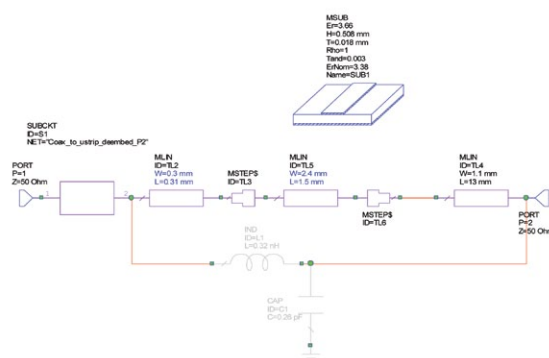 MSUB
Er=3.66
H=0.508 mm
T=0.018 mm
Rho=1
Tand=0.003
ErNom=3.38
Name=SUB1
SUBCKT
ID=S1
NET="Coax_to_ustrip_deembed_P2"
PORT
P=1
Z=50 Ohm
1
2
MLIN
ID=TL2
W=0.3 mm
L=0.31 mm
MSTEP$
ID=TL3
MLIN
ID=TL5
W=2.4 mm
L=1.5 mm
MSTEP$
ID=TL6
MLIN
ID=TL4
W=1.1 mm
L=13 mm
PORT
P=2
Z=50 Ohm
IND
ID=L1
L=0.32 nH
CAP
ID=C1
C=0.28 pF